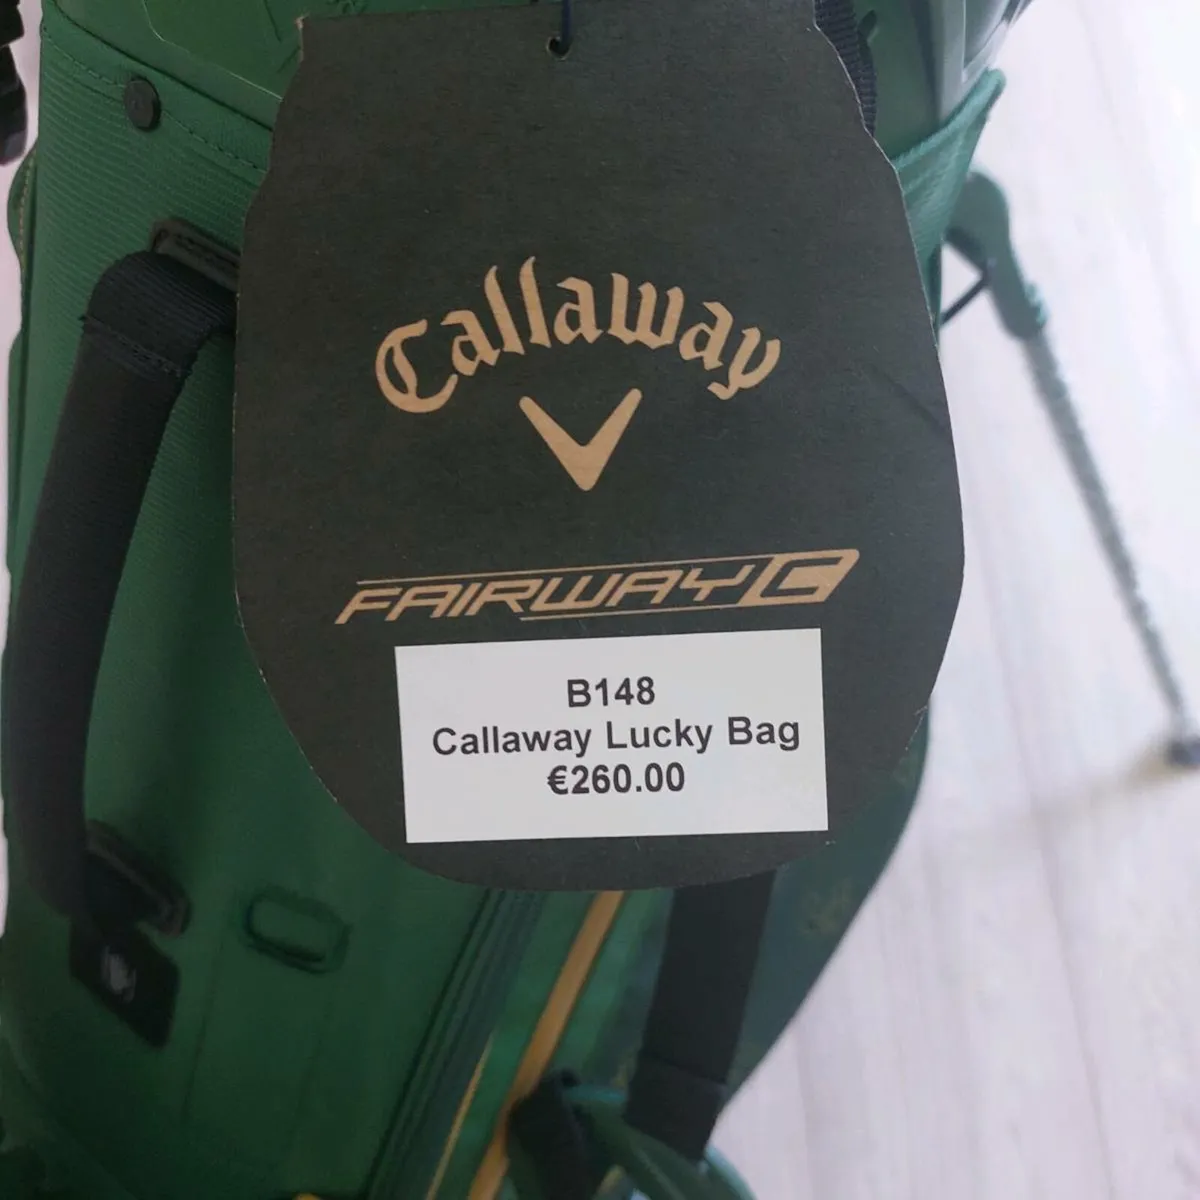 Callaway
FAIRWAY C
B148
Callaway Lucky Bag
€260.00